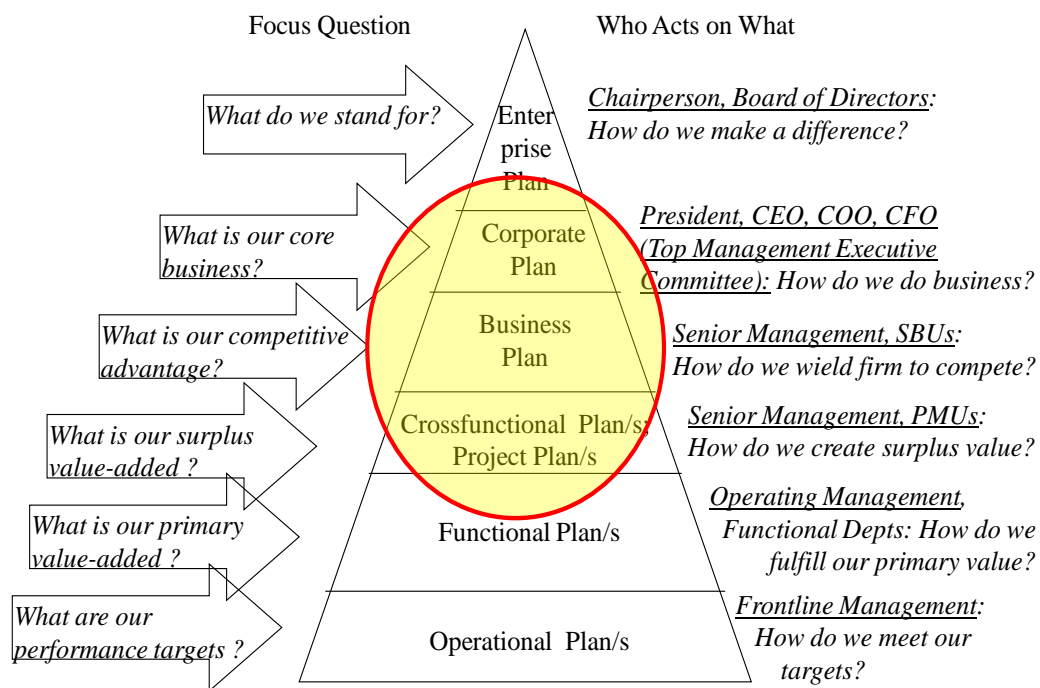 Focus Question
Who Acts on What
What do we stand for?
Enter
prise
Plan
Chairperson, Board of Directors:
How do we make a difference?
What is our core
business?
Corporate
Plan
President, CEO, COO, CFO
(Top Management Executive
Committee): How do we do business?
What is our competitive
advantage?
Business
Plan
Senior Management, SBUs:
How do we wield firm to compete?
What is our surplus
value-added ?
Crossfunctional Plan/s;
Project Plan/s
Senior Management, PMUs:
How do we create surplus value?
What is our primary
value-added ?
Functional Plan/s
Operating Management,
Functional Depts: How do we
fulfill our primary value?
What are our
performance targets ?
Operational Plan/s
Frontline Management:
How do we meet our
targets?